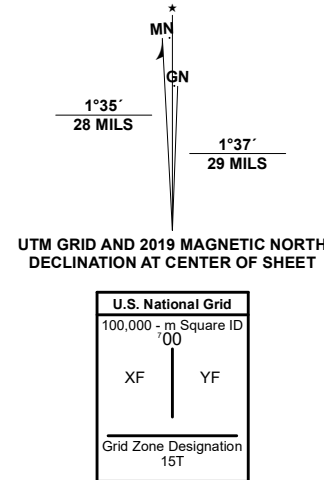 ★
MN
GN
1°35´
28 MILS
1°37´
29 MILS
UTM GRID AND 2019 MAGNETIC NORTH
DECLINATION AT CENTER OF SHEET
U.S. National Grid
100,000 - m Square ID
⁷00
XF YF
Grid Zone Designation
15T